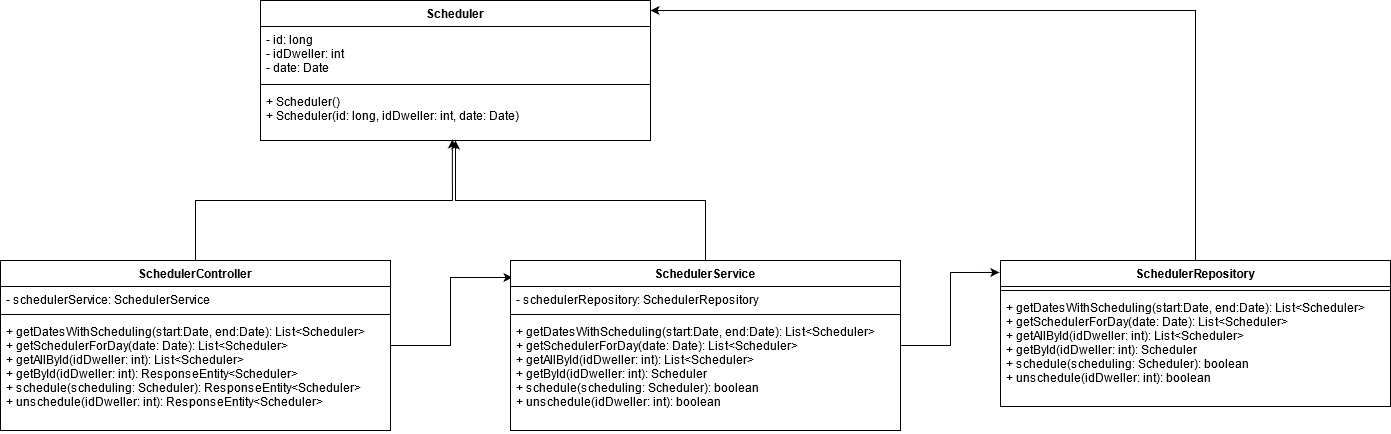 Scheduler
- id: long
- idDweller: int
- date: Date
+ Scheduler()
+ Scheduler(id: long, idDweller: int, date: Date)
SchedulerController
- schedulerService: SchedulerService
+ getDatesWithScheduling(start:Date, end:Date): List<Scheduler>
+ getSchedulerForDay(date: Date): List<Scheduler>
+ getAllById(idDweller: int): List<Scheduler>
+ getById(idDweller: int): ResponseEntity<Scheduler>
+ schedule(scheduling: Scheduler): ResponseEntity<Scheduler>
+ unschedule(idDweller: int): ResponseEntity<Scheduler>
SchedulerService
- schedulerRepository: SchedulerRepository
+ getDatesWithScheduling(start:Date, end:Date): List<Scheduler>
+ getSchedulerForDay(date: Date): List<Scheduler>
+ getAllById(idDweller: int): List<Scheduler>
+ getById(idDweller: int): Scheduler
+ schedule(scheduling: Scheduler): boolean
+ unschedule(idDweller: int): boolean
SchedulerRepository
+ getDatesWithScheduling(start:Date, end:Date): List<Scheduler>
+ getSchedulerForDay(date: Date): List<Scheduler>
+ getAllById(idDweller: int): List<Scheduler>
+ getById(idDweller: int): Scheduler
+ schedule(scheduling: Scheduler): boolean
+ unschedule(idDweller: int): boolean